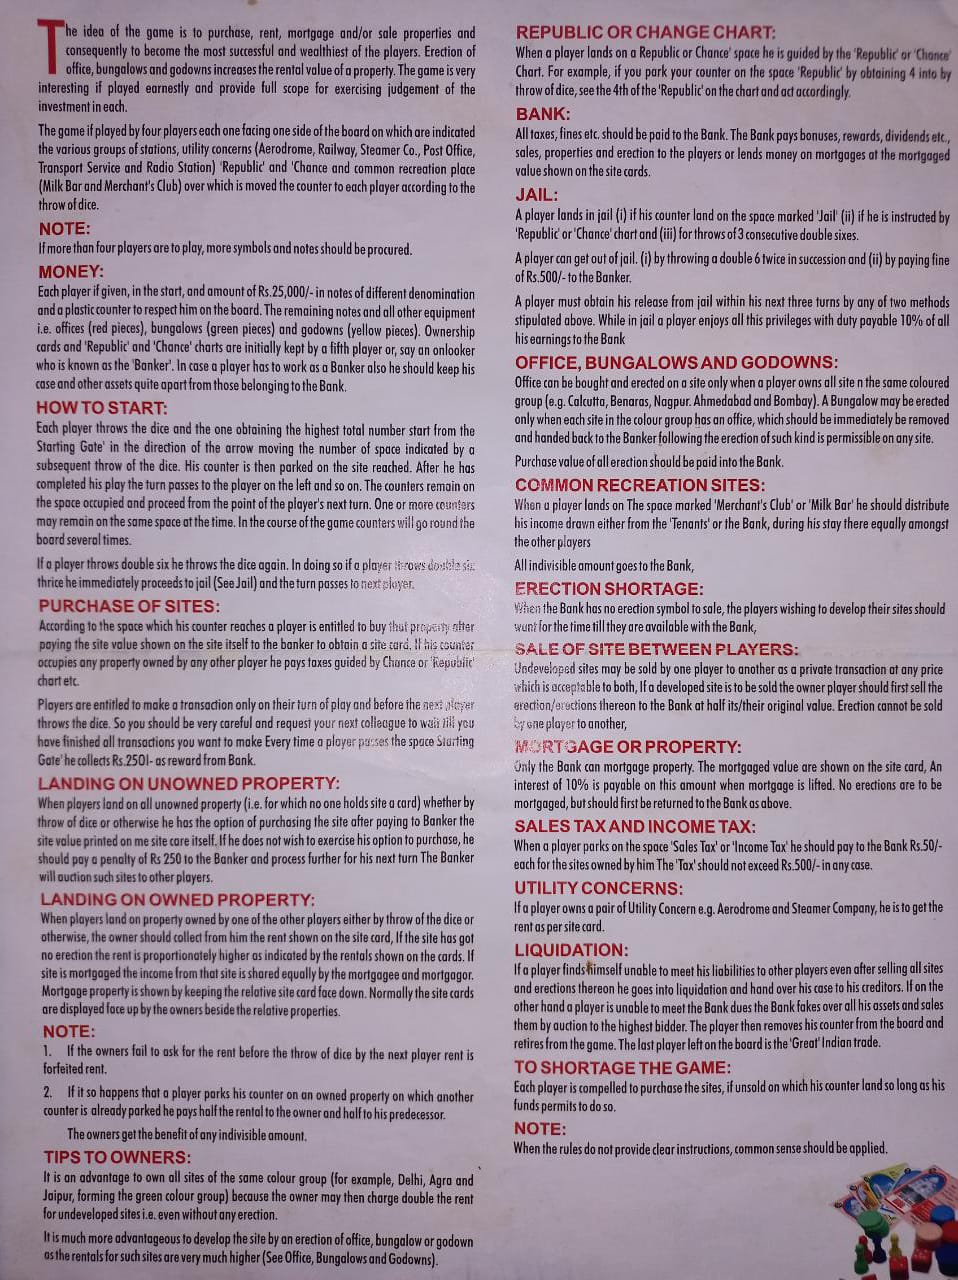 The idea of the game is to purchase, rent, mortgage and/or sale properties and
consequently to become the most successful and wealthiest of the players. Erection of
office, bungalows and godowns increases the rental value of a property. The game is very
interesting if played earnestly and provide full scope for exercising judgement of the
investment in each.
The game if played by four players each one facing one side of the board on which are indicated
the various groups of stations, utility concerns (Aerodrome, Railway, Steamer Co., Post Office,
Transport Service and Radio Station) 'Republic' and 'Chance and common recreation place
(Milk Bar and Merchant's Club) over which is moved the counter to each player according to the
throw of dice.
NOTE:
If more than four players are to play, more symbols and notes should be procured.
MONEY:
Each player if given, in the start, and amount of Rs.25,000/- in notes of different denomination
and a plastic counter to respect him on the board. The remaining notes and all other equipment
i.e. offices (red pieces), bungalows (green pieces) and godowns (yellow pieces). Ownership
cards and 'Republic' and 'Chance' charts are initially kept by a fifth player or, say an onlooker
who is known as the 'Banker'. In case a player has to work as a Banker also he should keep his
case and other assets quite apart from those belonging to the Bank.
HOW TO START:
Each player throws the dice and the one obtaining the highest total number start from the
Starting Gate' in the direction of the arrow moving the number of space indicated by a
subsequent throw of the dice. His counter is then parked on the site reached. After he has
completed his play the turn passes to the player on the left and so on. The counters remain on
the space occupied and proceed from the point of the player's next turn. One or more counters
may remain on the same space at the time. In the course of the game counters will go round the
board several times.
If a player throws double six he throws the dice again. In doing so if a player throws double six
thrice he immediately proceeds to jail (See Jail) and the turn passes to next player.
PURCHASE OF SITES:
According to the space which his counter reaches a player is entitled to buy that property after
paying the site value shown on the site itself to the banker to obtain a site card. If his counter
occupies any property owned by any other player he pays taxes guided by Chance or 'Republic'
chart etc.
Players are entitled to make a transaction only on their turn of play and before the next player
throws the dice. So you should be very careful and request your next colleague to wait till you
have finished all transactions you want to make Every time a player passes the space Starting
Gate' he collects Rs.250l- as reward from Bank.
LANDING ON UNOWNED PROPERTY:
When players land on all unowned property (i.e. for which no one holds site a card) whether by
throw of dice or otherwise he has the option of purchasing the site after paying to Banker the
site value printed on me site care itself. If he does not wish to exercise his option to purchase, he
should pay a penalty of Rs 250 to the Banker and process further for his next turn The Banker
will auction such sites to other players.
LANDING ON OWNED PROPERTY:
When players land on property owned by one of the other players either by throw of the dice or
otherwise, the owner should collect from him the rent shown on the site card, If the site has got
no erection the rent is proportionately higher as indicated by the rentals shown on the cards. If
site is mortgaged the income from that site is shared equally by the mortgagee and mortgagor.
Mortgage property is shown by keeping the relative site card face down. Normally the site cards
are displayed face up by the owners beside the relative properties.
NOTE:
1. If the owners fail to ask for the rent before the throw of dice by the next player rent is
forfeited rent.
2. If it so happens that a player parks his counter on an owned property on which another
counter is already parked he pays half the rental to the owner and half to his predecessor.
The owners get the benefit of any indivisible amount.
TIPS TO OWNERS:
It is an advantage to own all sites of the same colour group (for example, Delhi, Agra and
Jaipur, forming the green colour group) because the owner may then charge double the rent
for undeveloped sites i.e. even without any erection.
It is much more advantageous to develop the site by an erection of office, bungalow or godown
as the rentals for such sites are very much higher (See Office, Bungalows and Godowns).
REPUBLIC OR CHANGE CHART:
When a player lands on a Republic or Chance' space he is guided by the 'Republic' or 'Chance'
Chart. For example, if you park your counter on the space 'Republic' by obtaining 4 into by
throw of dice, see the 4th of the 'Republic' on the chart and act accordingly.
BANK:
All taxes, fines etc. should be paid to the Bank. The Bank pays bonuses, rewards, dividends etc.,
sales, properties and erection to the players or lends money on mortgages at the mortgaged
value shown on the site cards.
JAIL:
A player lands in jail (i) if his counter land on the space marked 'Jail' (ii) if he is instructed by
'Republic' or 'Chance' chart and (iii) for throws of 3 consecutive double sixes.
A player can get out of jail. (i) by throwing a double 6 twice in succession and (ii) by paying fine
of Rs.500/- to the Banker.
A player must obtain his release from jail within his next three turns by any of two methods
stipulated above. While in jail a player enjoys all this privileges with duty payable 10% of all
his earnings to the Bank
OFFICE, BUNGALOWS AND GODOWNS:
Office can be bought and erected on a site only when a player owns all site n the same coloured
group (e.g. Calcutta, Benaras, Nagpur. Ahmedabad and Bombay). A Bungalow may be erected
only when each site in the colour group has an office, which should be immediately be removed
and handed back to the Banker following the erection of such kind is permissible on any site.
Purchase value of all erection should be paid into the Bank.
COMMON RECREATION SITES:
When a player lands on The space marked 'Merchant's Club' or 'Milk Bar' he should distribute
his income drawn either from the 'Tenants' or the Bank, during his stay there equally amongst
the other players
All indivisible amount goes to the Bank,
ERECTION SHORTAGE:
When the Bank has no erection symbol to sale, the players wishing to develop their sites should
want for the time till they are available with the Bank,
SALE OF SITE BETWEEN PLAYERS:
Undeveloped sites may be sold by one player to another as a private transaction at any price
which is acceptable to both, If a developed site is to be sold the owner player should first sell the
erection/erections thereon to the Bank at half its/their original value. Erection cannot be sold
by one player to another,
MORTGAGE OR PROPERTY:
Only the Bank can mortgage property. The mortgaged value are shown on the site card, An
interest of 10% is payable on this amount when mortgage is lifted. No erections are to be
mortgaged, but should first be returned to the Bank as above.
SALES TAX AND INCOME TAX:
When a player parks on the space 'Sales Tax' or 'Income Tax' he should pay to the Bank Rs.50/-
each for the sites owned by him The 'Tax' should not exceed Rs.500/- in any case.
UTILITY CONCERNS:
If a player owns a pair of Utility Concern e.g. Aerodrome and Steamer Company, he is to get the
rent as per site card.
LIQUIDATION:
If a player finds himself unable to meet his liabilities to other players even after selling all sites
and erections thereon he goes into liquidation and hand over his case to his creditors. If on the
other hand a player is unable to meet the Bank dues the Bank fakes over all his assets and sales
them by auction to the highest bidder. The player then removes his counter from the board and
retires from the game. The last player left on the board is the 'Great' Indian trade.
TO SHORTAGE THE GAME:
Each player is compelled to purchase the sites, if unsold on which his counter land so long as his
funds permits to do so.
NOTE:
When the rules do not provide clear instructions, common sense should be applied.